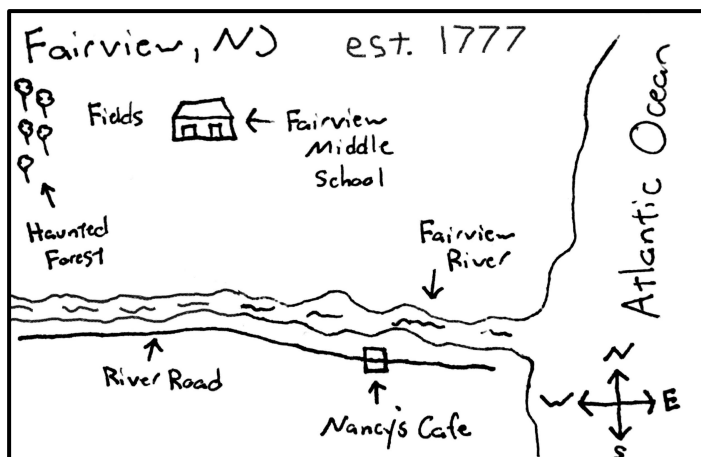 Fairview, NJ est. 1777
Fields
Fairview
Middle
School
Haunted
Forest
Fairview
River
Atlantic Ocean
River Road
Nancy's Cafe
N
W E
S